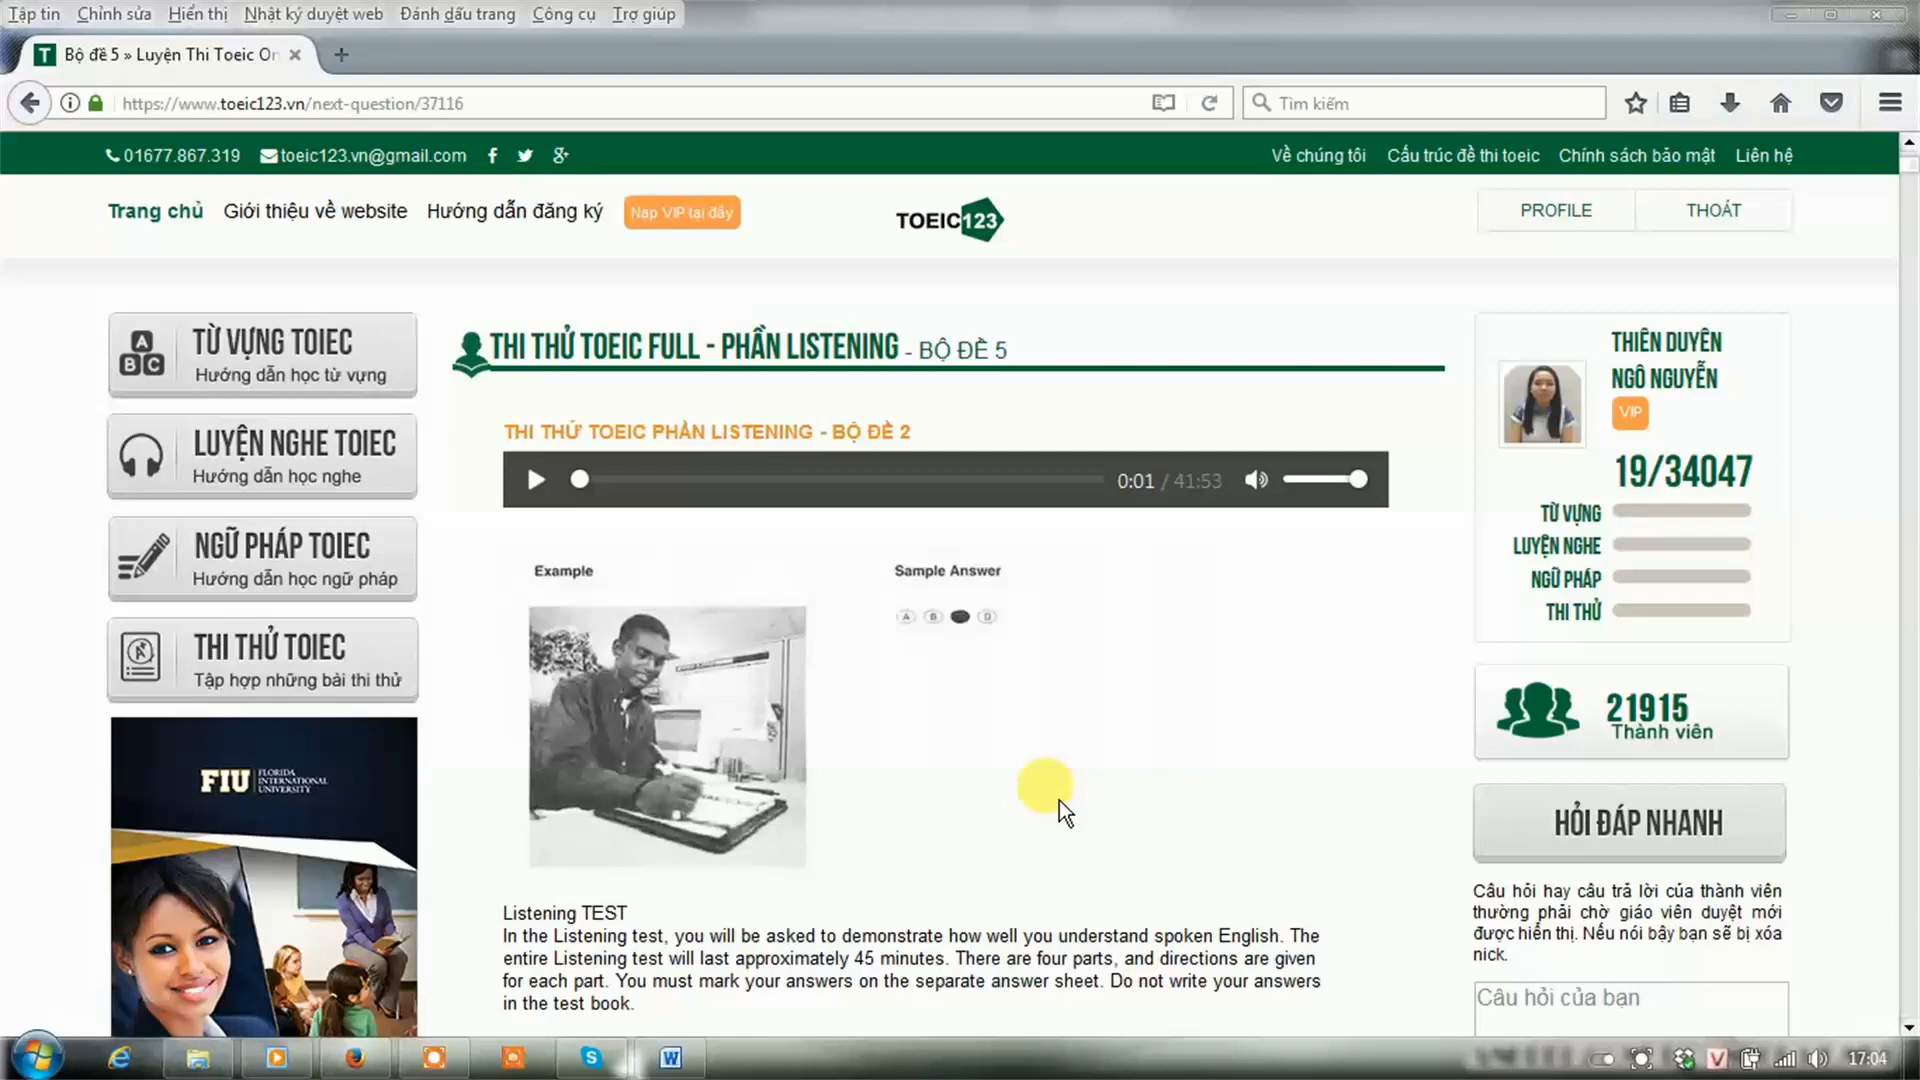 Tập tin Chỉnh sửa Hiển thị Nhật ký duyệt web Đánh dấu trang Công cụ Trợ giúp
T Bộ đề 5 » Luyện Thi Toeic On
https://www.toeic123.vn/next-question/37116
Tìm kiếm
01677.867.319 toeic123.vn@gmail.com
Về chúng tôi Cấu trúc đề thi toeic Chính sách bảo mật Liên hệ
Trang chủ Giới thiệu về website Hướng dẫn đăng ký Nạp VIP tại đây
TOEIC123
PROFILE THOÁT
TỪ VỰNG TOIEC
Hướng dẫn học từ vựng
LUYỆN NGHE TOIEC
Hướng dẫn học nghe
NGỮ PHÁP TOIEC
Hướng dẫn học ngữ pháp
THI THỬ TOIEC
Tập hợp những bài thi thử
FIU FLORIDA
INTERNATIONAL
UNIVERSITY
THI THỬ TOEIC FULL - PHẦN LISTENING - BỘ ĐỀ 5
THI THỬ TOEIC PHẦN LISTENING - BỘ ĐỀ 2
0:01 / 41:53
Example
Sample Answer
A B D
Listening TEST
In the Listening test, you will be asked to demonstrate how well you understand spoken English. The
entire Listening test will last approximately 45 minutes. There are four parts, and directions are given
for each part. You must mark your answers on the separate answer sheet. Do not write your answers
in the test book.
THIÊN DUYÊN
NGÔ NGUYỄN
VIP
19/34047
TỪ VỰNG
LUYỆN NGHE
NGỮ PHÁP
THI THỬ
21915
Thành viên
HỎI ĐÁP NHANH
Câu hỏi hay câu trả lời của thành viên
thường phải chờ giáo viên duyệt mới
được hiển thị. Nếu nói bậy bạn sẽ bị xóa
nick.
Câu hỏi của bạn
17:04